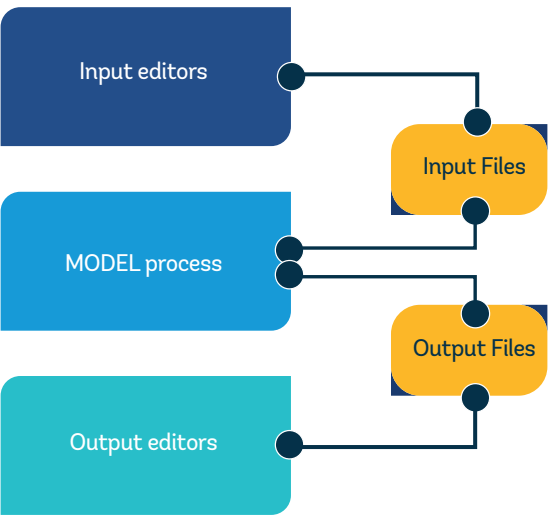 Input editors
Input Files
MODEL process
Output Files
Output editors